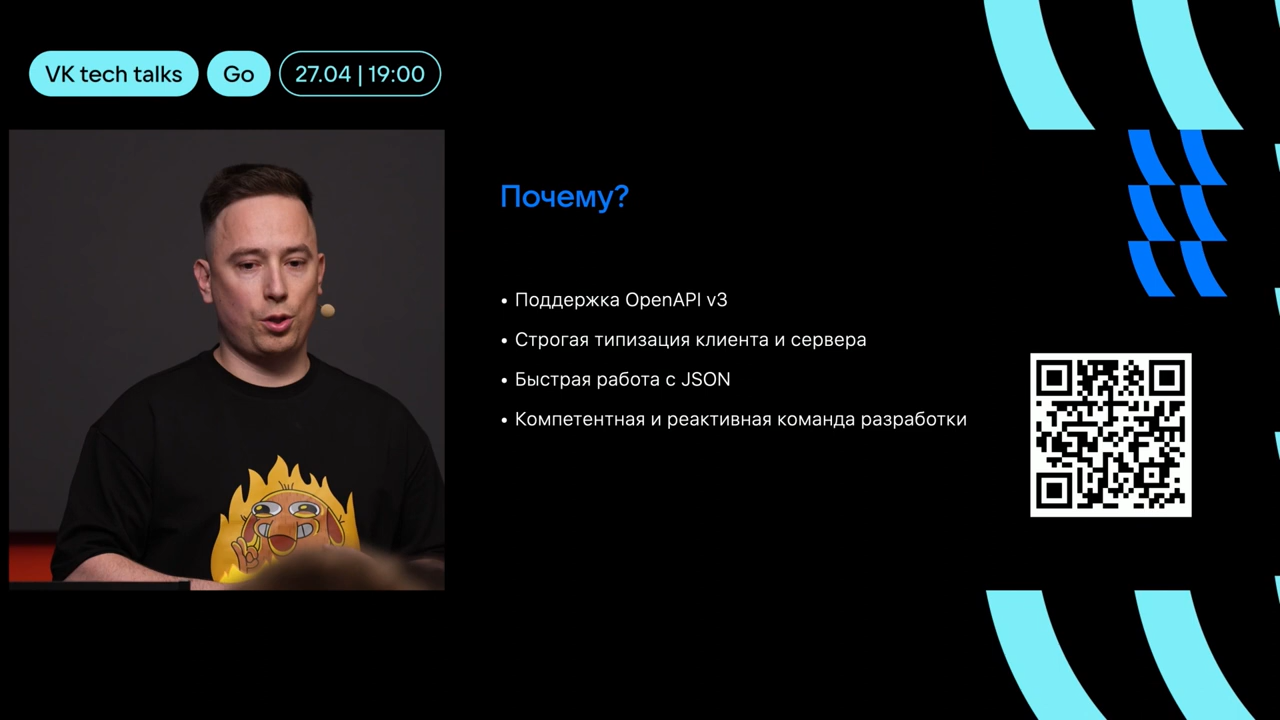 VK tech talks Go 27.04 | 19:00
Почему?
• Поддержка OpenAPI v3
• Строгая типизация клиента и сервера
• Быстрая работа с JSON
• Компетентная и реактивная команда разработки